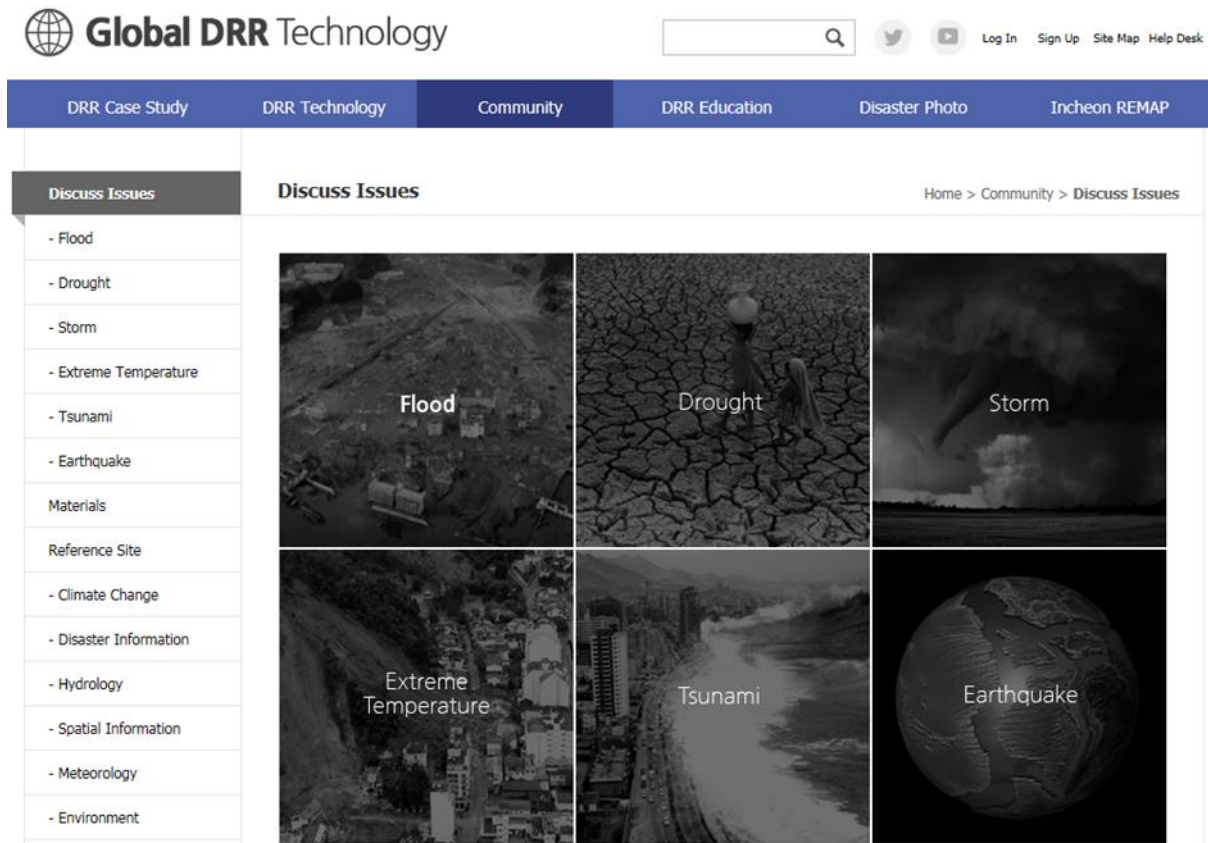 Global DRR Technology
Log In Sign Up Site Map Help Desk
DRR Case Study DRR Technology Community DRR Education Disaster Photo Incheon REMAP
Discuss Issues
- Flood
- Drought
- Storm
- Extreme Temperature
- Tsunami
- Earthquake
Materials
Reference Site
- Climate Change
- Disaster Information
- Hydrology
- Spatial Information
- Meteorology
- Environment
Discuss Issues
Home > Community > Discuss Issues
Flood
Drought
Storm
Extreme
Temperature
Tsunami
Earthquake